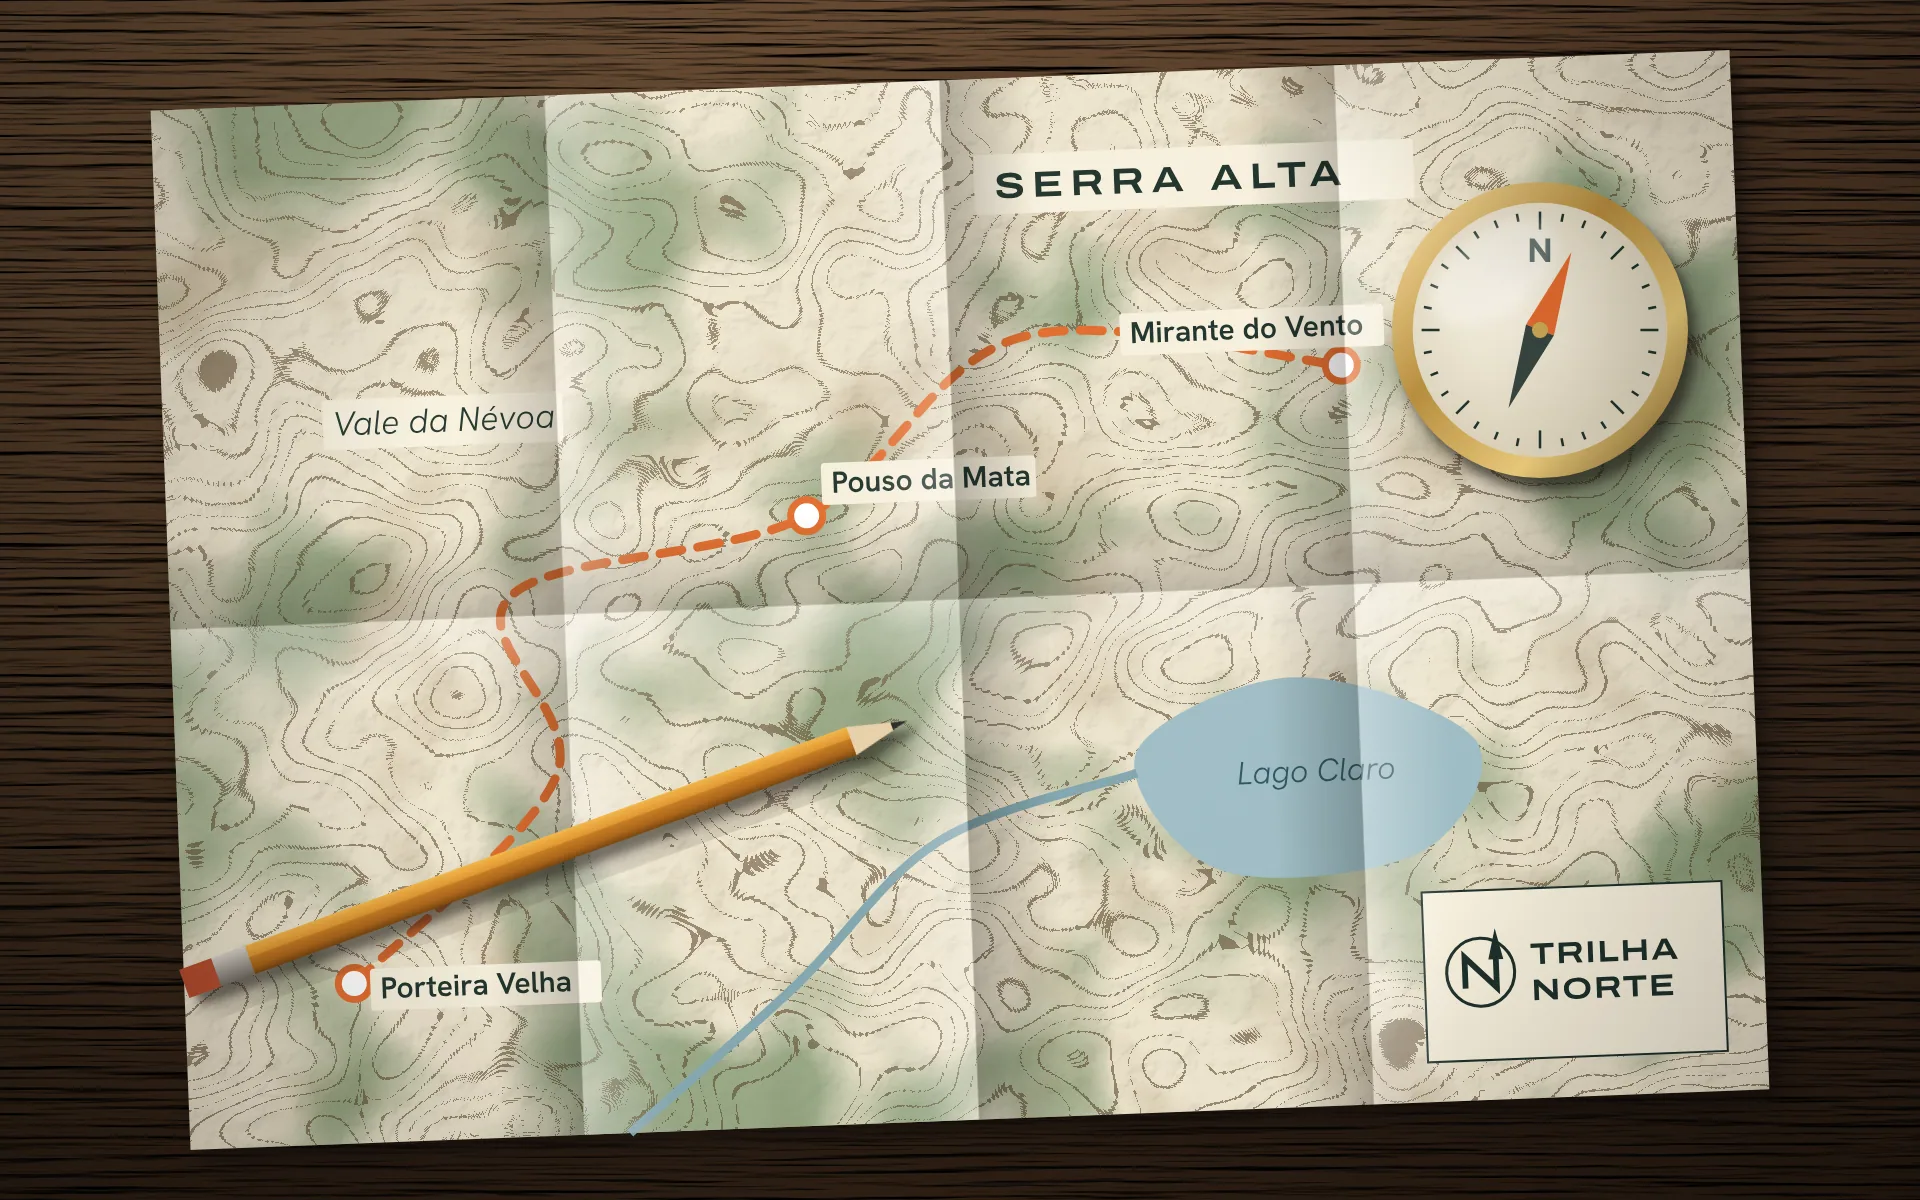 SERRA ALTA
N
Mirante do Vento
Vale da Névoa
Pouso da Mata
Lago Claro
Porteira Velha
N
TRILHA
NORTE